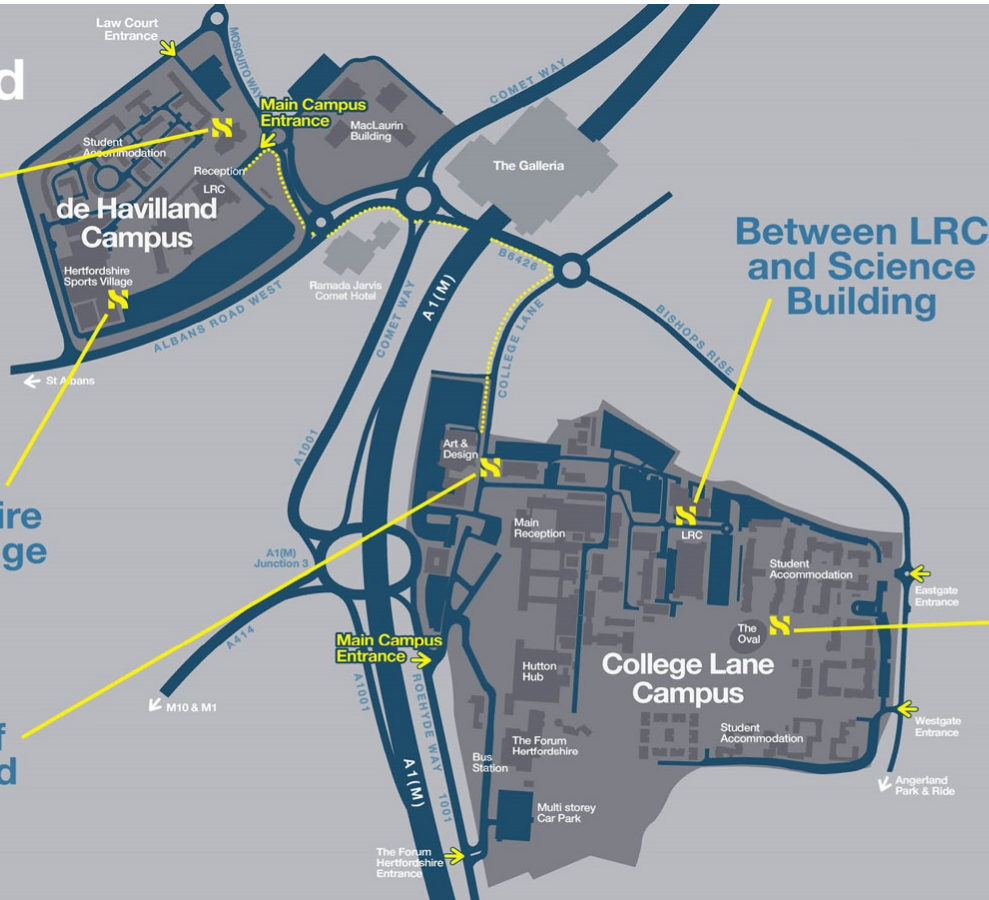 d
Law Court
Entrance
MOSQUITO WAY
COMET WAY
Main Campus
Entrance
MacLaurin
Building
The Galleria
Student
Accommodation
Reception
LRC
de Havilland
Campus
Hertfordshire
Sports Village
Ramada Jarvis
Comet Hotel
B6426
ALBANS ROAD WEST
St Albans
COMET WAY
A1(M)
COLLEGE LANE
BISHOPS RISE
Between LRC
and Science
Building
A1001
Art &
Design
ire
ge
Main
Reception
LRC
A1(M)
Junction 3
Student
Accommodation
Eastgate
Entrance
The
Oval
A414
Main Campus
Entrance
College Lane
Campus
Hutton
Hub
M10 & M1
A1001
ROEHYDE WAY
1001
A1(M)
Westgate
Entrance
Student
Accommodation
The Forum
Hertfordshire
Bus
Station
f
d
Angerland
Park & Ride
Multi storey
Car Park
The Forum
Hertfordshire
Entrance